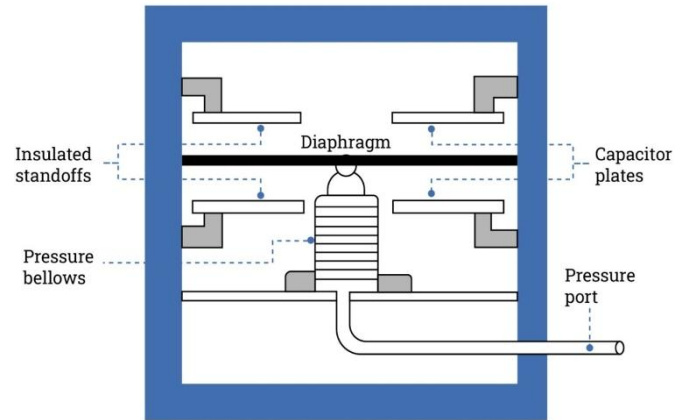 Diaphragm
Insulated
standoffs
Capacitor
plates
Pressure
bellows
Pressure
port